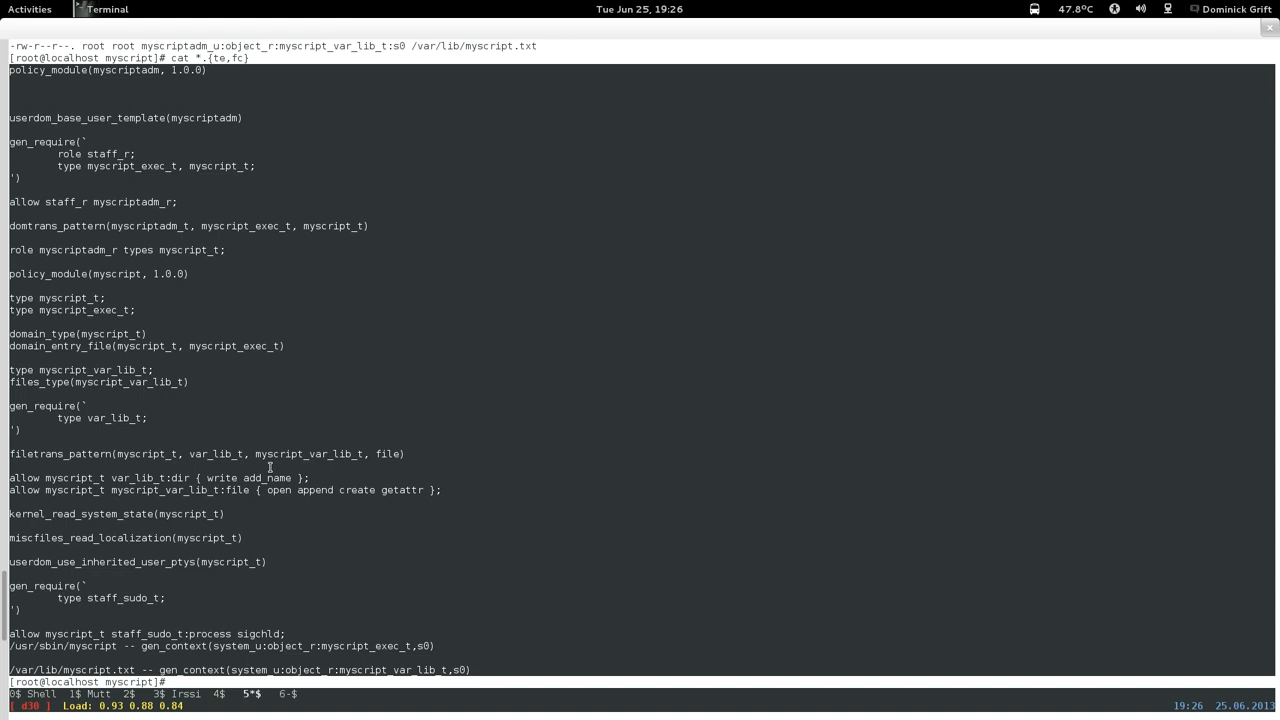 Activities Terminal Tue Jun 25, 19:26 47.8°C Dominick Grift
-rw-r--r--. root root myscriptadm_u:object_r:myscript_var_lib_t:s0 /var/lib/myscript.txt
[root@localhost myscript]# cat *.{te,fc}
policy_module(myscriptadm, 1.0.0)
userdom_base_user_template(myscriptadm)
gen_require(`
role staff_r;
type myscript_exec_t, myscript_t;
')
allow staff_r myscriptadm_r;
domtrans_pattern(myscriptadm_t, myscript_exec_t, myscript_t)
role myscriptadm_r types myscript_t;
policy_module(myscript, 1.0.0)
type myscript_t;
type myscript_exec_t;
domain_type(myscript_t)
domain_entry_file(myscript_t, myscript_exec_t)
type myscript_var_lib_t;
files_type(myscript_var_lib_t)
gen_require(`
type var_lib_t;
')
filetrans_pattern(myscript_t, var_lib_t, myscript_var_lib_t, file)
allow myscript_t var_lib_t:dir { write add_name };
allow myscript_t myscript_var_lib_t:file { open append create getattr };
kernel_read_system_state(myscript_t)
miscfiles_read_localization(myscript_t)
userdom_use_inherited_user_ptys(myscript_t)
gen_require(`
type staff_sudo_t;
')
allow myscript_t staff_sudo_t:process sigchld;
/usr/sbin/myscript -- gen_context(system_u:object_r:myscript_exec_t,s0)
/var/lib/myscript.txt -- gen_context(system_u:object_r:myscript_var_lib_t,s0)
[root@localhost myscript]#
0$ Shell 1$ Mutt 2$ 3$ Irssi 4$ 5*$ 6-$
[ d30 ] Load: 0.93 0.88 0.84 19:26 25.06.2013